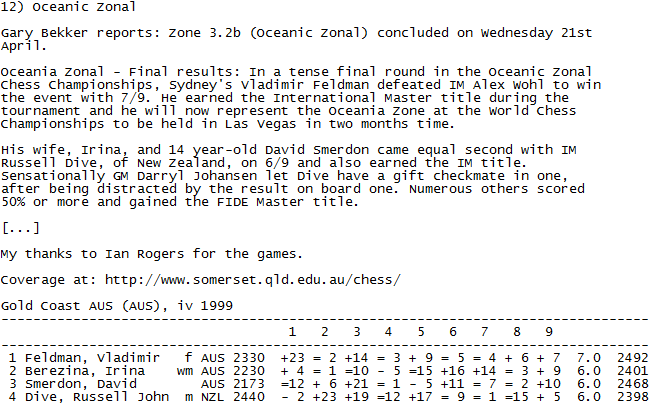 12) Oceanic Zonal
Gary Bekker reports: Zone 3.2b (Oceanic Zonal) concluded on Wednesday 21st
April.
Oceania Zonal - Final results: In a tense final round in the Oceanic Zonal
Chess Championships, Sydney's Vladimir Feldman defeated IM Alex Wohl to win
the event with 7/9. He earned the International Master title during the
tournament and he will now represent the Oceania Zone at the World Chess
Championships to be held in Las Vegas in two months time.
His wife, Irina, and 14 year-old David Smerdon came equal second with IM
Russell Dive, of New Zealand, on 6/9 and also earned the IM title.
Sensationally GM Darryl Johansen let Dive have a gift checkmate in one,
after being distracted by the result on board one. Numerous others scored
50% or more and gained the FIDE Master title.
[...]
My thanks to Ian Rogers for the games.
Coverage at: http://www.somerset.qld.edu.au/chess/
Gold Coast AUS (AUS), iv 1999
---------------------------------------------------------------------------------
1 2 3 4 5 6 7 8 9
---------------------------------------------------------------------------------
1 Feldman, Vladimir f AUS 2330 +23 = 2 +14 = 3 + 9 = 5 = 4 + 6 + 7 7.0 2492
2 Berezina, Irina wm AUS 2230 + 4 = 1 =10 - 5 =15 +16 +14 = 3 + 9 6.0 2401
3 Smerdon, David AUS 2173 =12 + 6 +21 = 1 - 5 +11 = 7 = 2 +10 6.0 2468
4 Dive, Russell John m NZL 2440 - 2 +23 +19 =12 +17 = 9 = 1 =15 + 5 6.0 2398